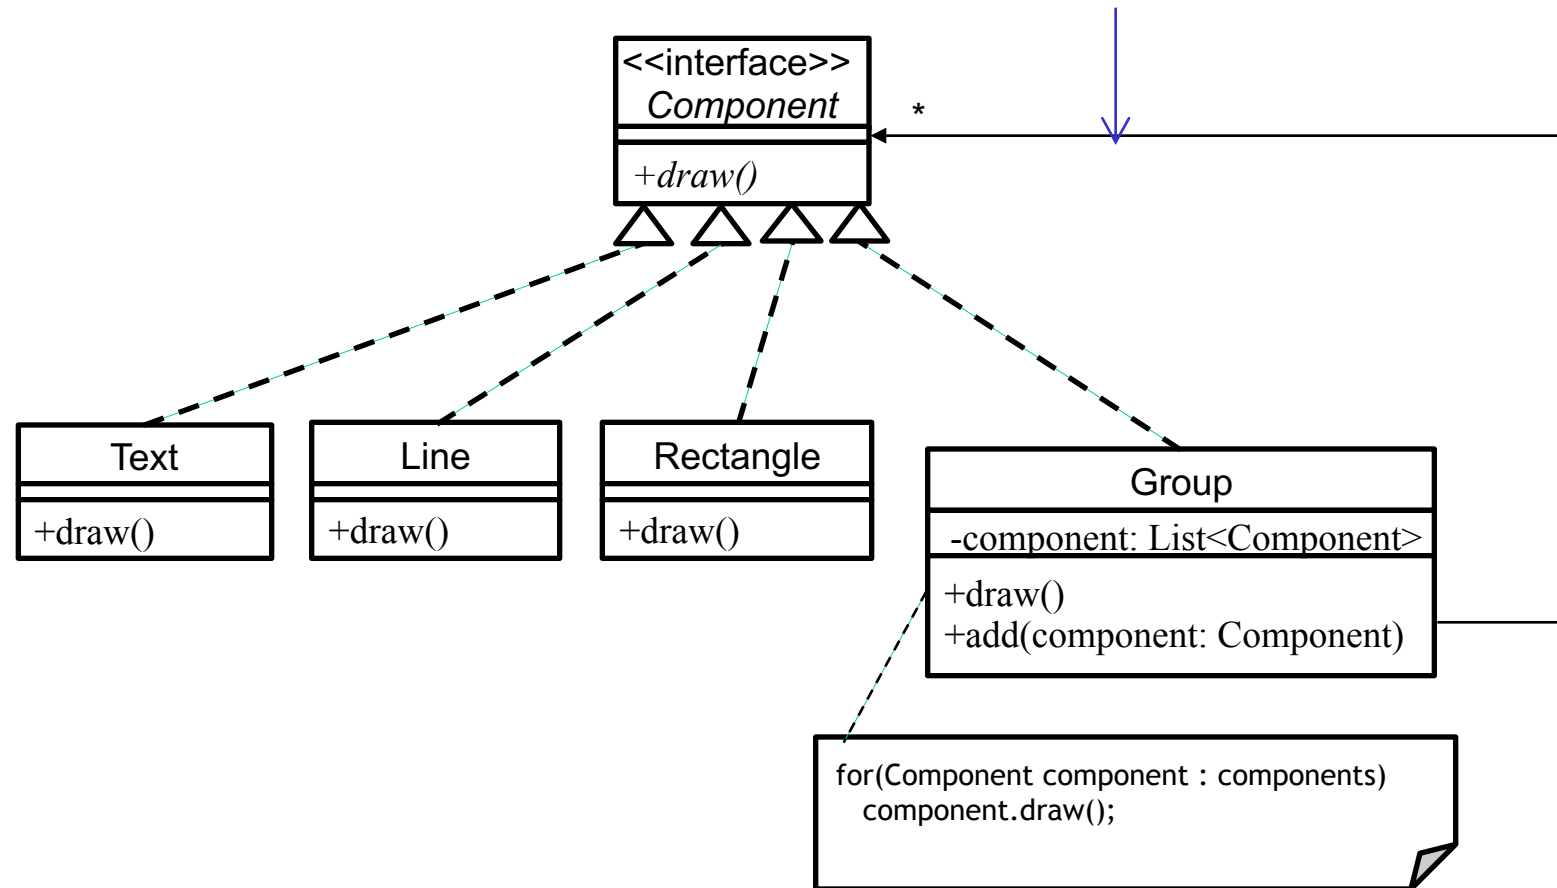 <<interface>>
Component
*
+draw()
Text
+draw()
Line
+draw()
Rectangle
+draw()
Group
-component: List<Component>
+draw()
+add(component: Component)
for(Component component : components)
component.draw();